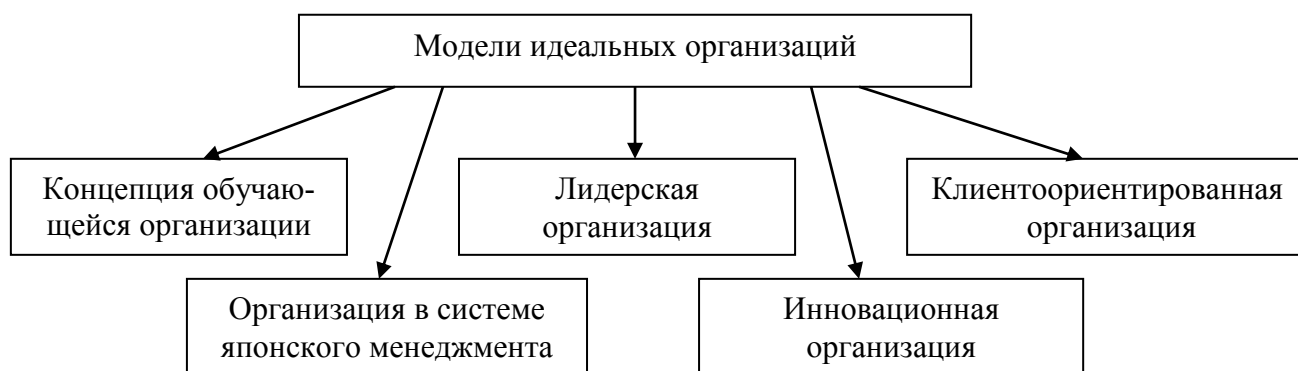 Модели идеальных организаций
Концепция обучаю-
щейся организации
Лидерская
организация
Клиентоориентированная
организация
Организация в системе
японского менеджмента
Инновационная
организация